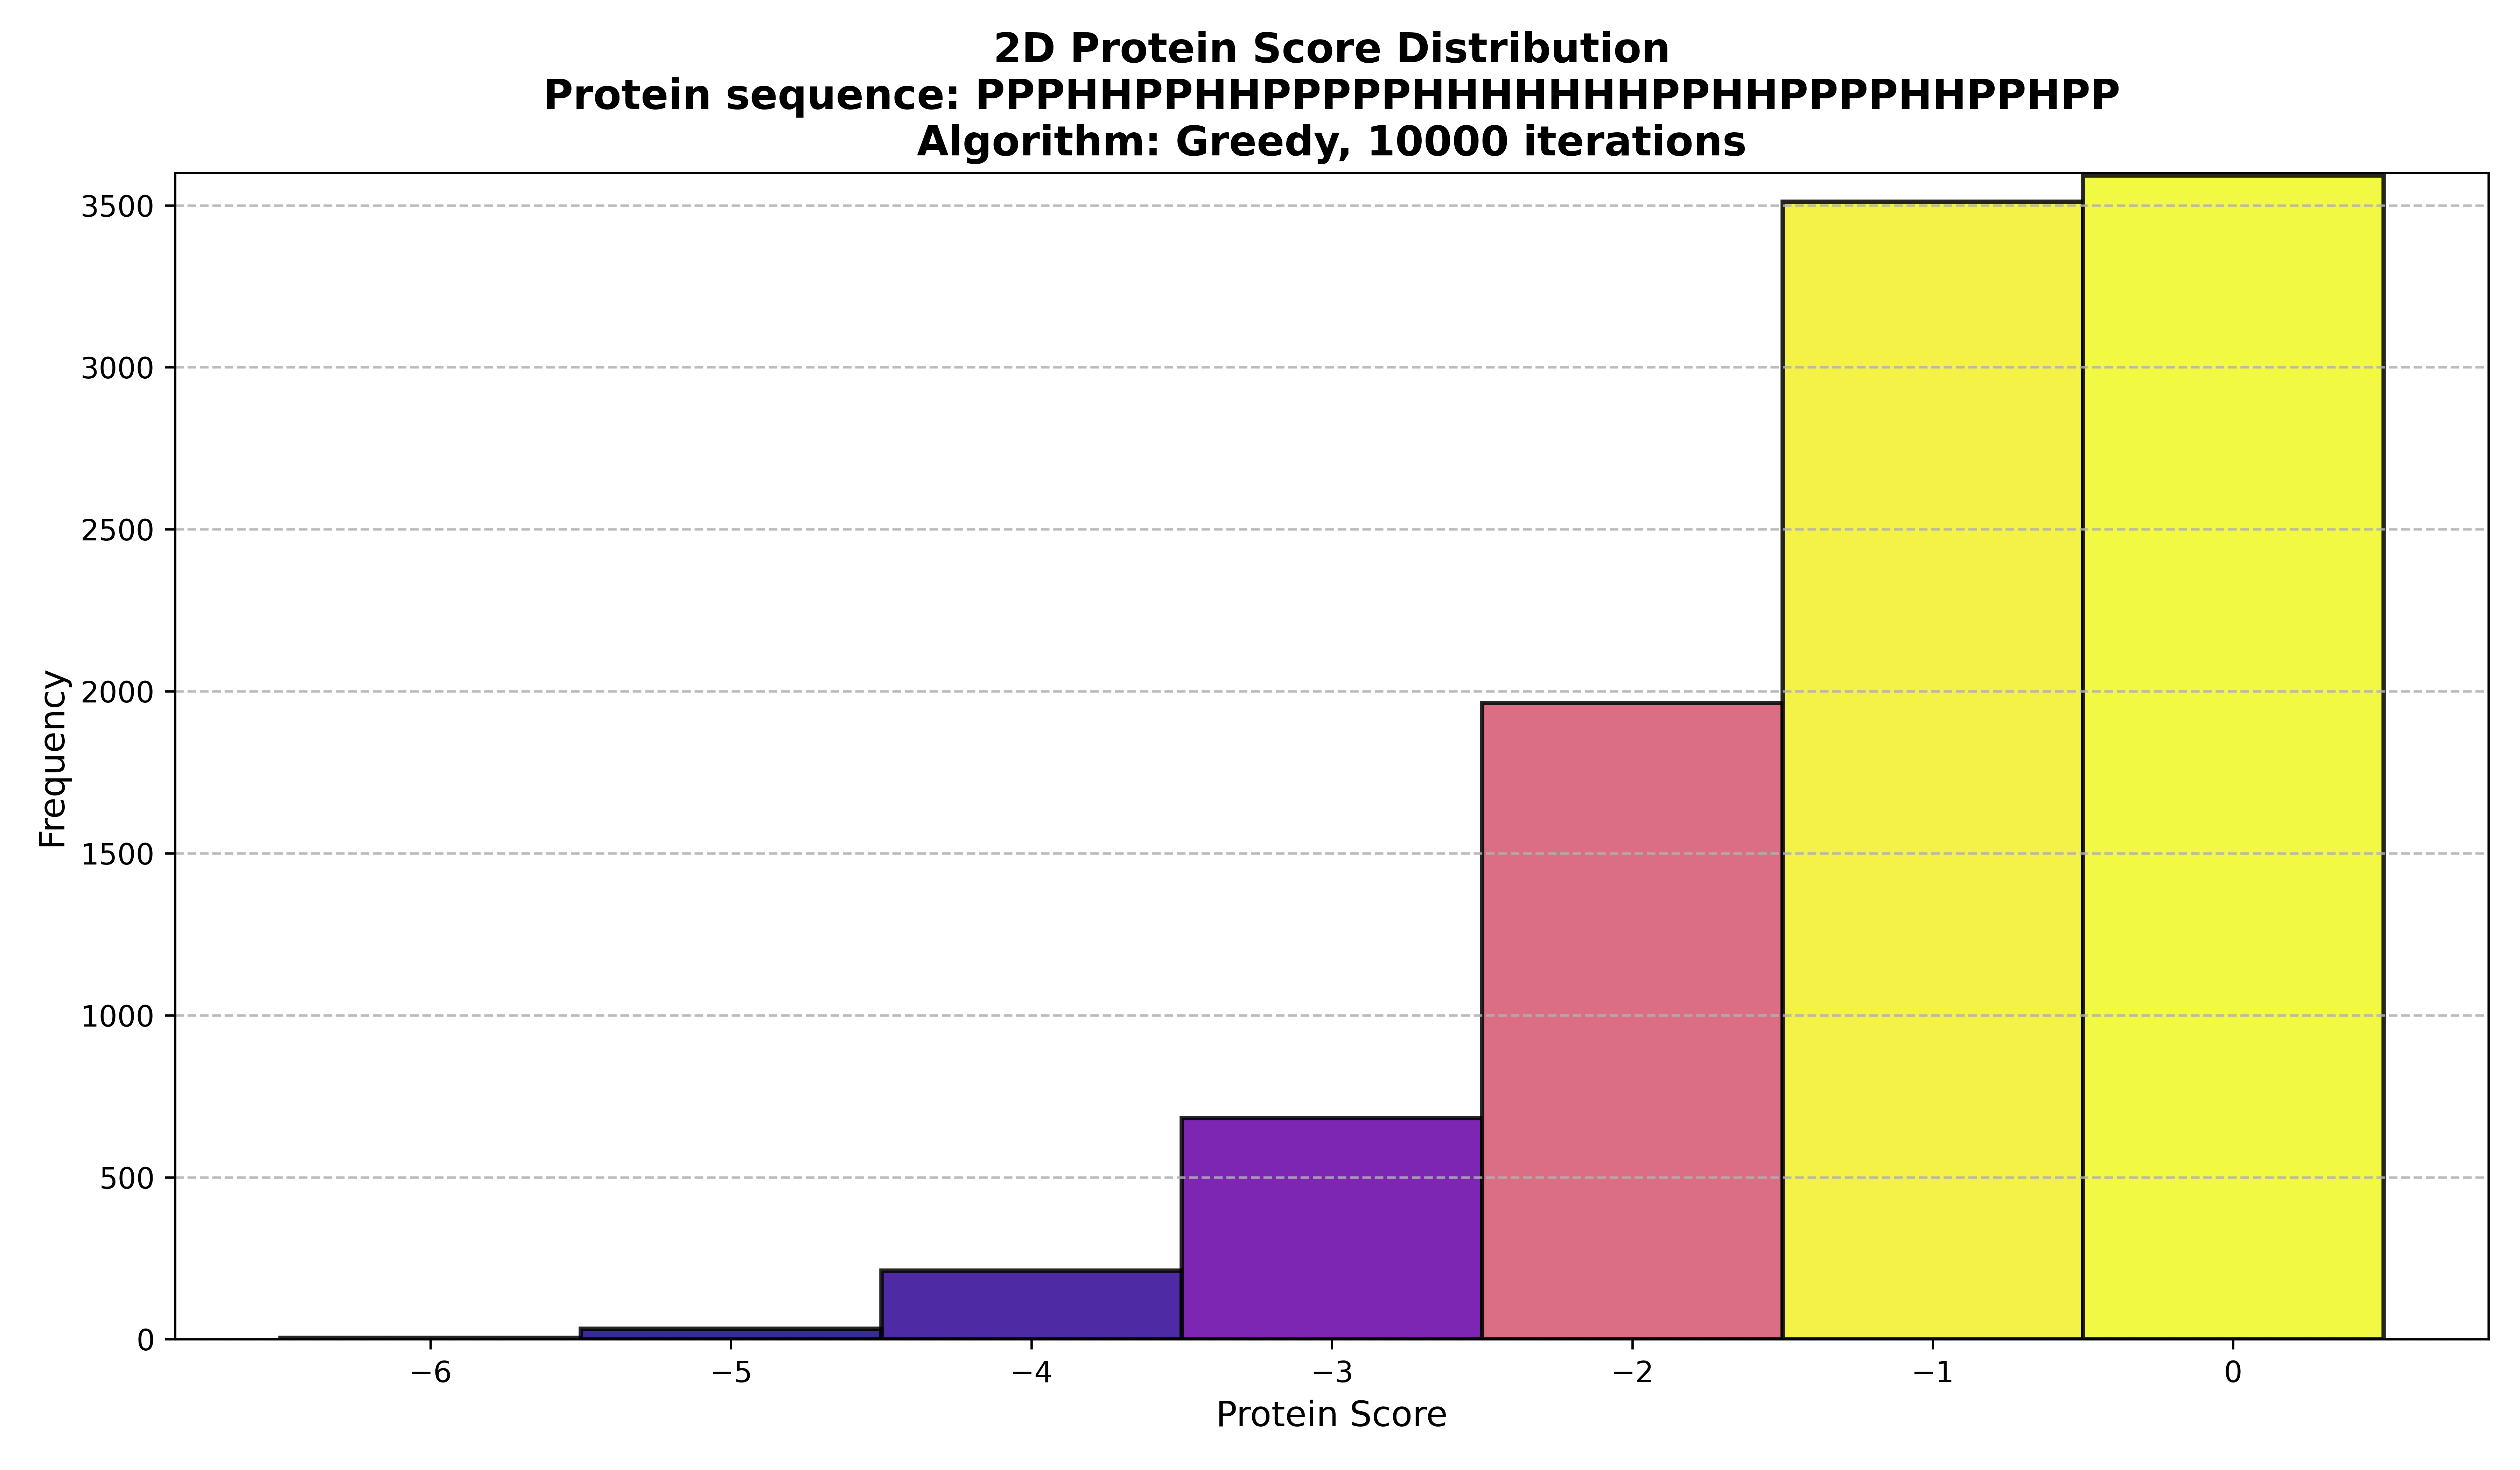 2D Protein Score Distribution
Protein sequence: PPPHHPPHHPPPPPHHHHHHHPPHHPPPPHHPPHPP
Algorithm: Greedy, 10000 iterations
3500
3000
2500
2000
1500
1000
500
0
Frequency
−6 −5 −4 −3 −2 −1 0
Protein Score